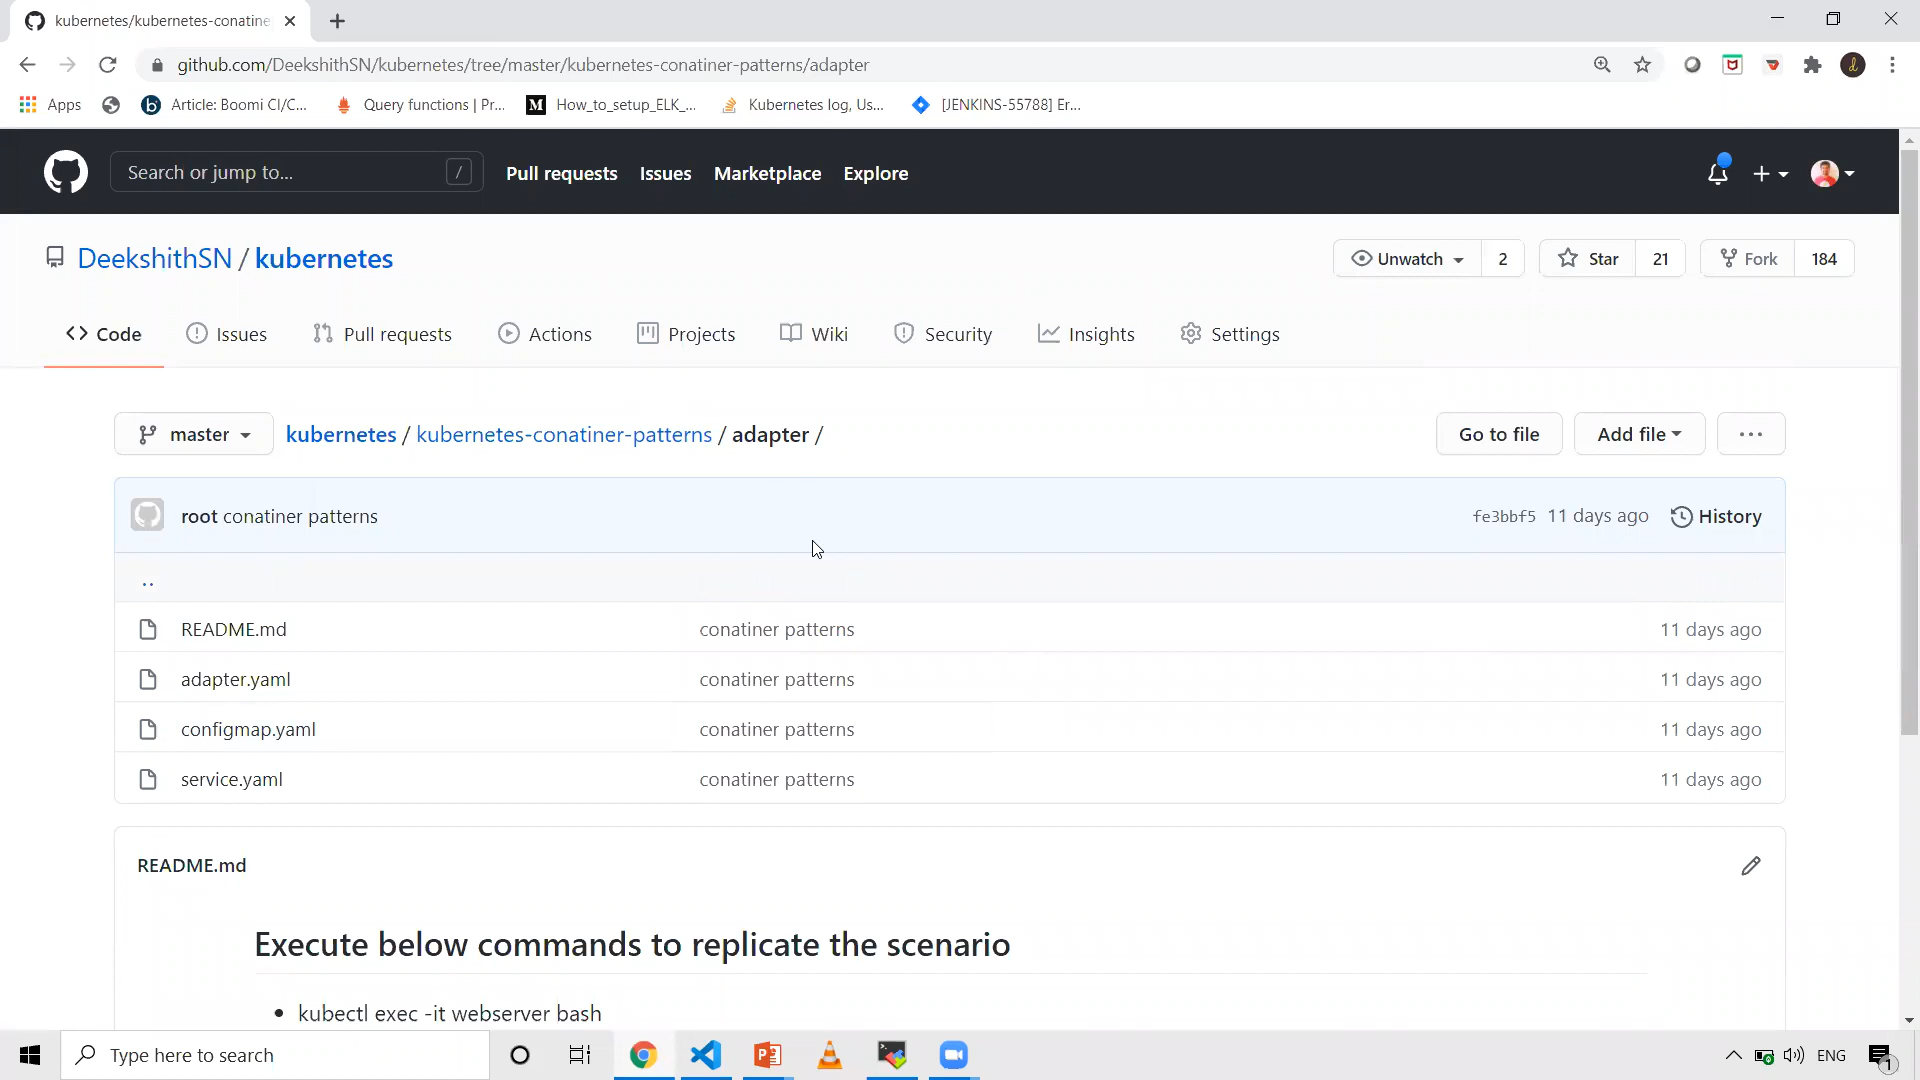 kubernetes/kubernetes-conatine
github.com/DeekshithSN/kubernetes/tree/master/kubernetes-conatiner-patterns/adapter
d
Apps
b Article: Boomi CI/C...
Query functions | Pr...
M How_to_setup_ELK_...
Kubernetes log, Us...
[JENKINS-55788] Er...
Search or jump to... /
Pull requests Issues Marketplace Explore
DeekshithSN / kubernetes
Unwatch 2
Star 21
Fork 184
Code Issues Pull requests Actions Projects Wiki Security Insights Settings
master
kubernetes / kubernetes-conatiner-patterns / adapter /
Go to file Add file ...
root conatiner patterns fe3bbf5 11 days ago History
..
README.md conatiner patterns 11 days ago
adapter.yaml conatiner patterns 11 days ago
configmap.yaml conatiner patterns 11 days ago
service.yaml conatiner patterns 11 days ago
README.md
Execute below commands to replicate the scenario
• kubectl exec -it webserver bash
Type here to search
ENG
1